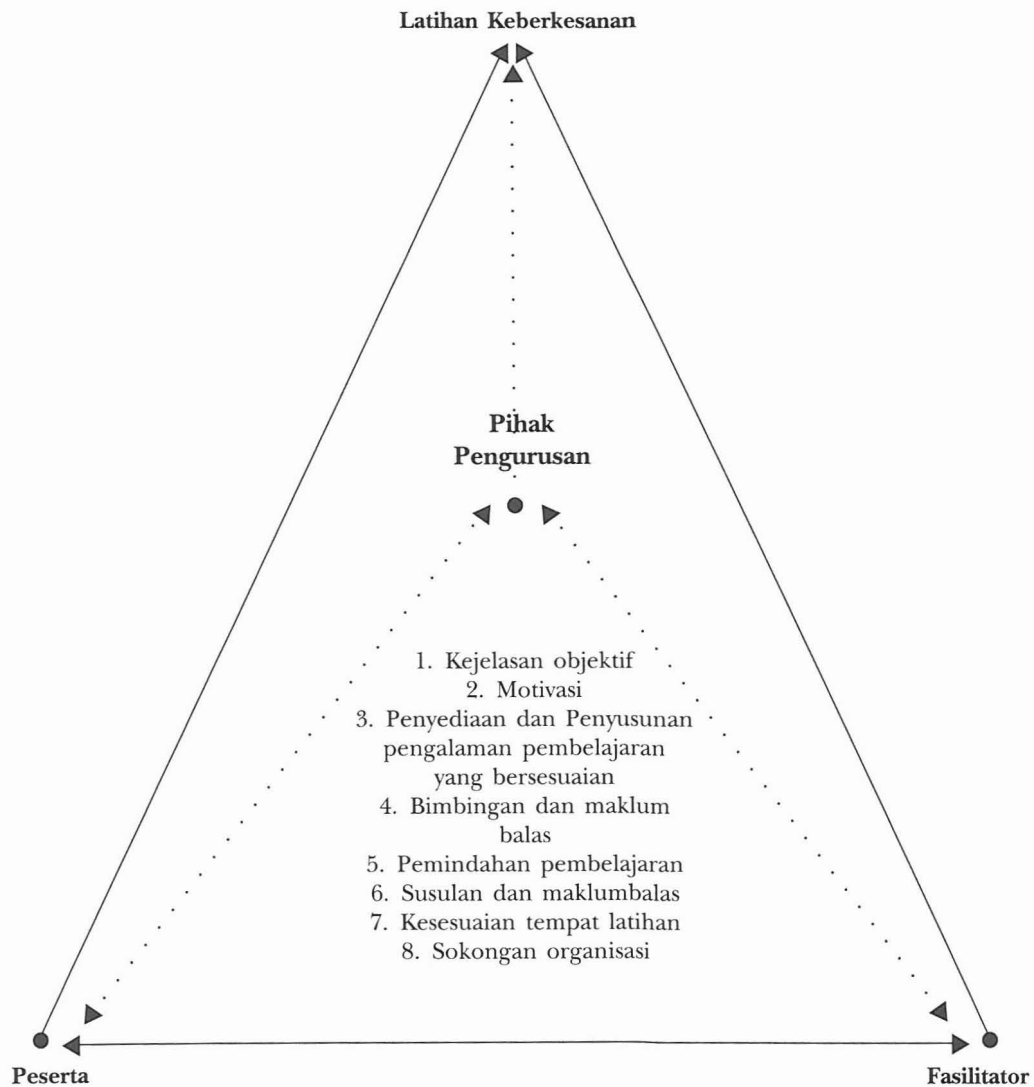 Latihan Keberkesanan
Pihak
Pengurusan
1. Kejelasan objektif
2. Motivasi
3. Penyediaan dan Penyusunan
pengalaman pembelajaran
yang bersesuaian
4. Bimbingan dan maklum
balas
5. Pemindahan pembelajaran
6. Susulan dan maklumbalas
7. Kesesuaian tempat latihan
8. Sokongan organisasi
Peserta
Fasilitator